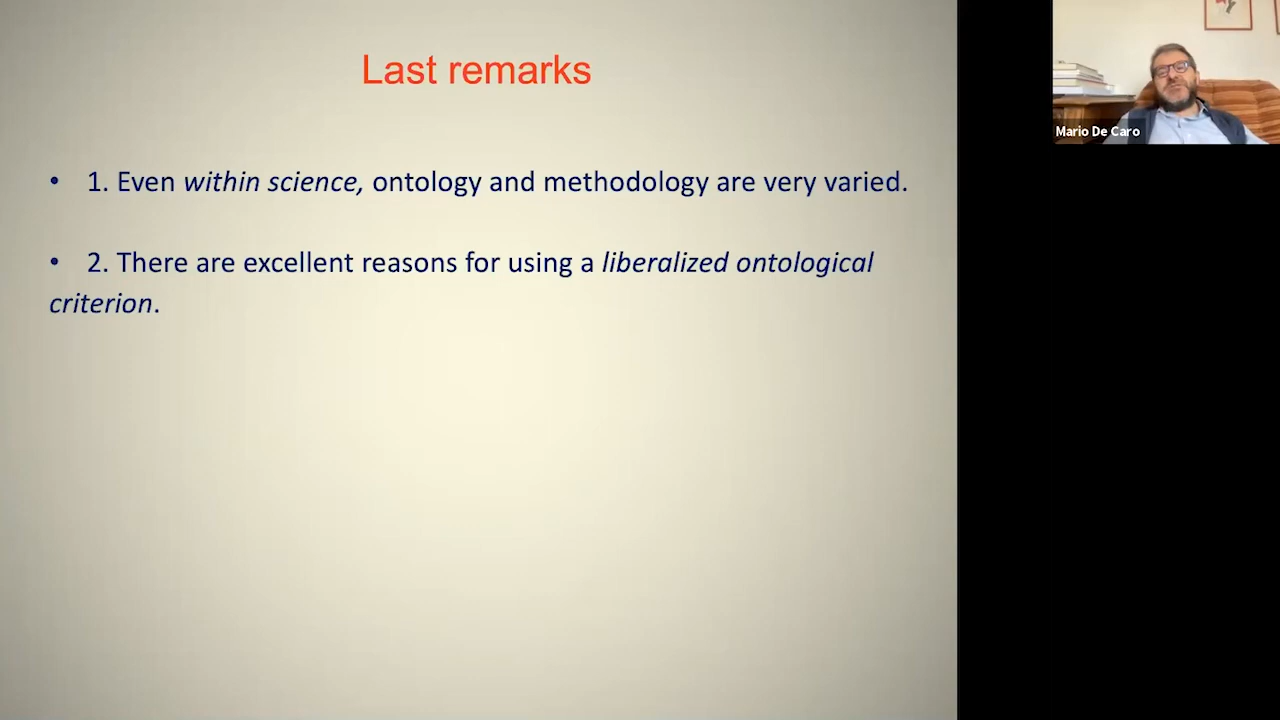 Last remarks
• 1. Even within science, ontology and methodology are very varied.
• 2. There are excellent reasons for using a liberalized ontological
criterion.
Mario De Caro